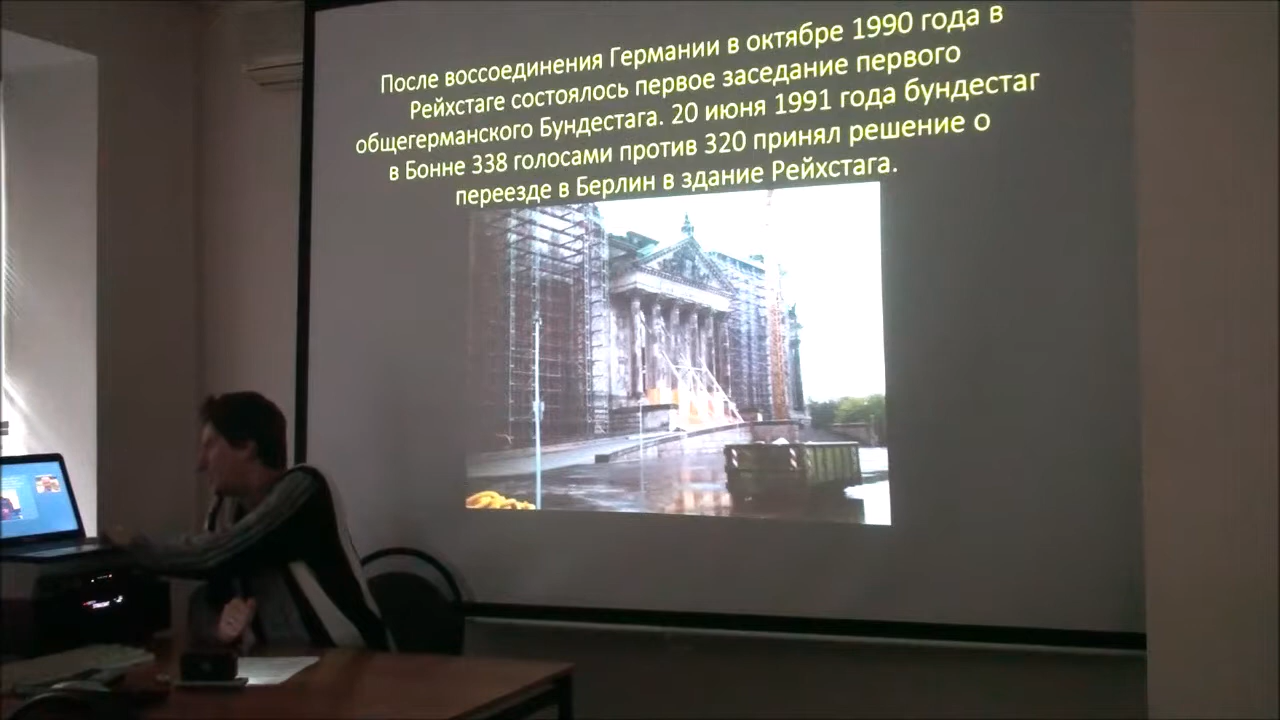 После воссоединения Германии в октябре 1990 года в
Рейхстаге состоялось первое заседание первого
общегерманского Бундестага. 20 июня 1991 года бундестаг
в Бонне 338 голосами против 320 принял решение о
переезде в Берлин в здание Рейхстага.